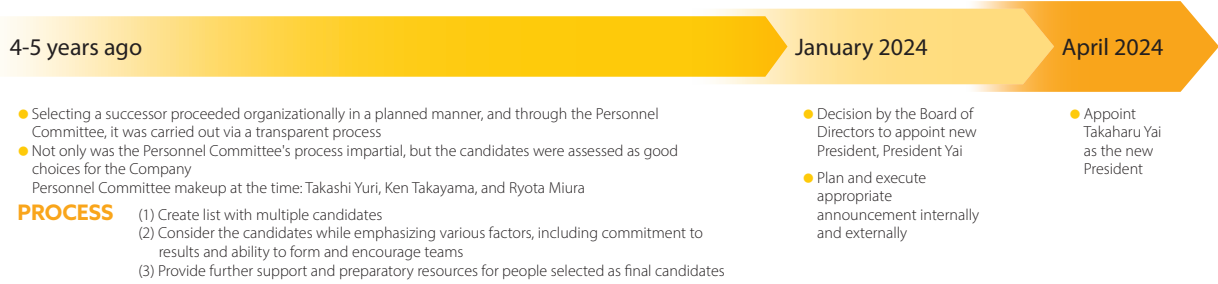 4-5 years ago
● Selecting a successor proceeded organizationally in a planned manner, and through the Personnel
Committee, it was carried out via a transparent process
● Not only was the Personnel Committee's process impartial, but the candidates were assessed as good
choices for the Company
Personnel Committee makeup at the time: Takashi Yuri, Ken Takayama, and Ryota Miura
PROCESS
(1) Create list with multiple candidates
(2) Consider the candidates while emphasizing various factors, including commitment to
results and ability to form and encourage teams
(3) Provide further support and preparatory resources for people selected as final candidates
January 2024
● Decision by the Board of
Directors to appoint new
President, President Yai
● Plan and execute
appropriate
announcement internally
and externally
April 2024
● Appoint
Takaharu Yai
as the new
President